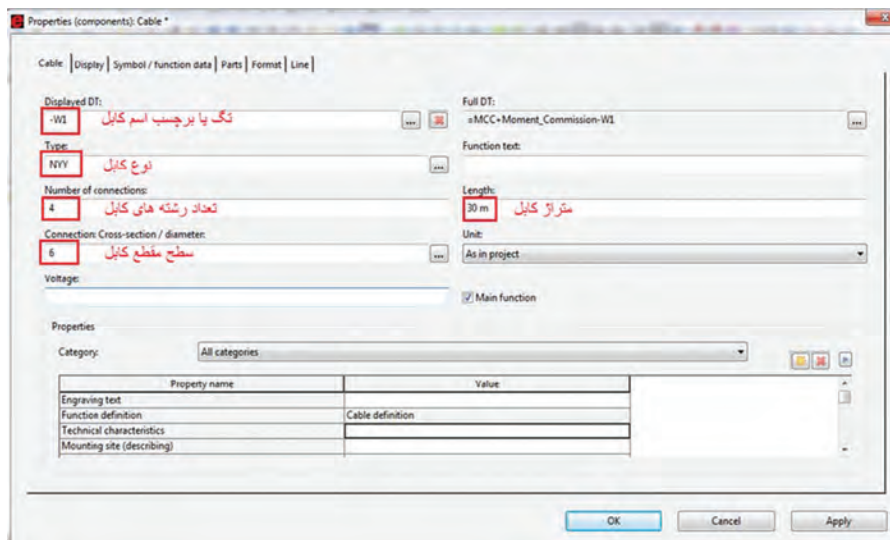 Properties (components): Cable *
Cable Display Symbol / function data Parts Format Line
Displayed DT:
-W1 تگ یا برچسب اسم کابل ...
Full DT:
=MCC+Moment_Commission-W1 ...
Type:
NYY نوع کابل ...
Function text:
Number of connections:
4 تعداد رشته های کابل
Length:
30 m متراژ کابل
Connection: Cross-section / diameter:
6 سطح مقطع کابل ...
Unit:
As in project
Voltage:
Main function
Properties
Category: All categories
Property name Value
Engraving text
Function definition Cable definition
Technical characteristics
Mounting site (describing)
OK Cancel Apply